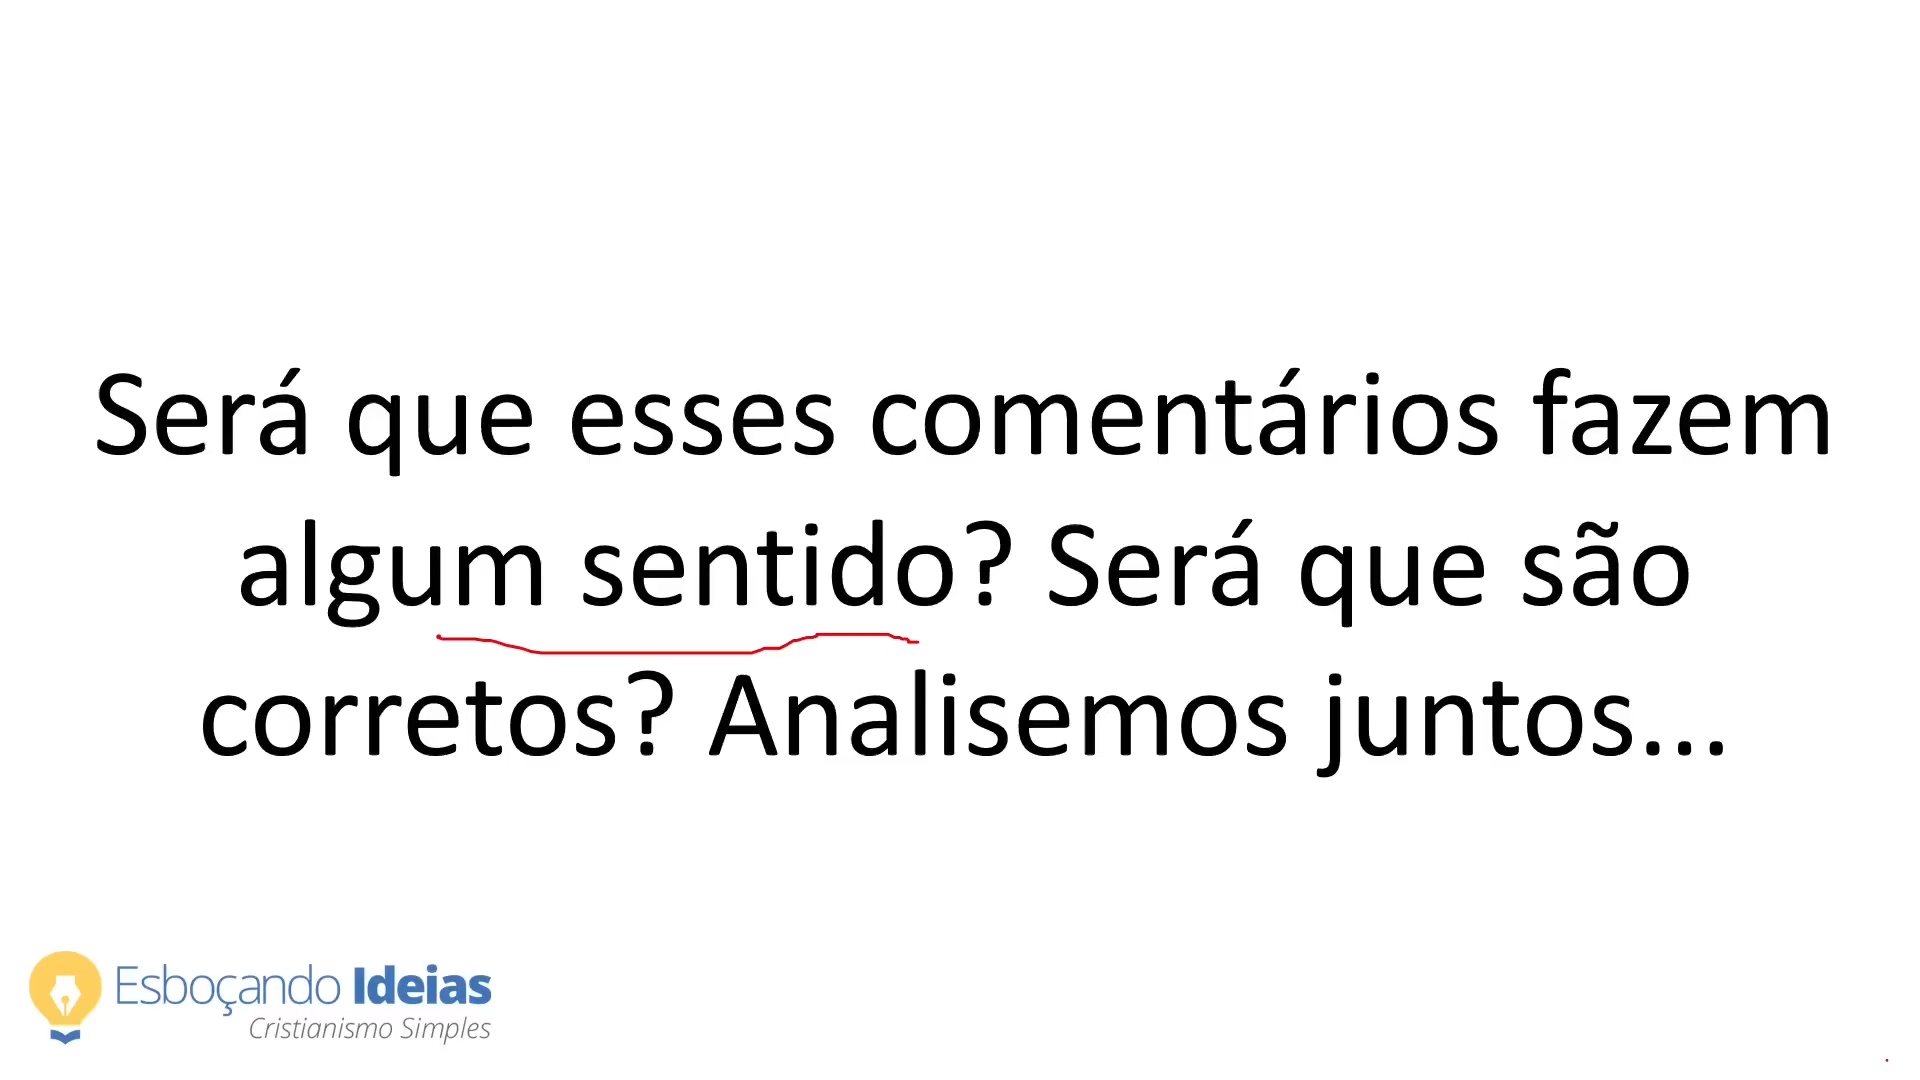 Será que esses comentários fazem
algum sentido? Será que são
corretos? Analisemos juntos...
Esboçando Ideias
Cristianismo Simples